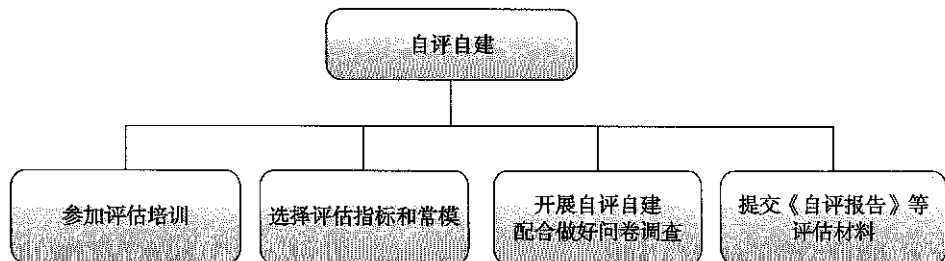 自评自建
参加评估培训
选择评估指标和常模
开展自评自建
配合做好问卷调查
提交《自评报告》等
评估材料